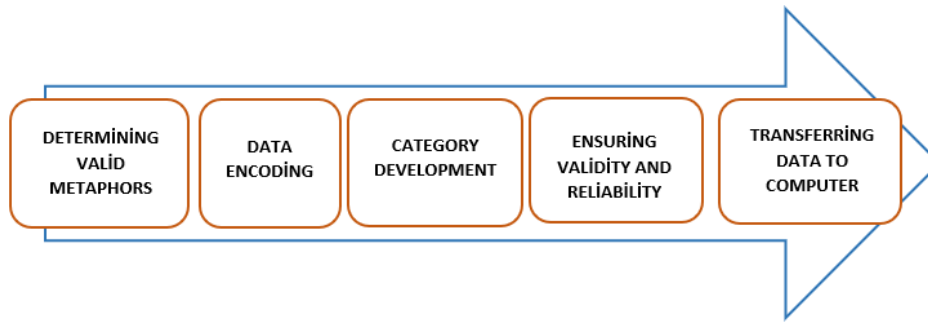 DETERMİNİNG
VALİD
METAPHORS
DATA
ENCODİNG
CATEGORY
DEVELOPMENT
ENSURİNG
VALİDİTY AND
RELİABİLİTY
TRANSFERRİNG
DATA TO
COMPUTER